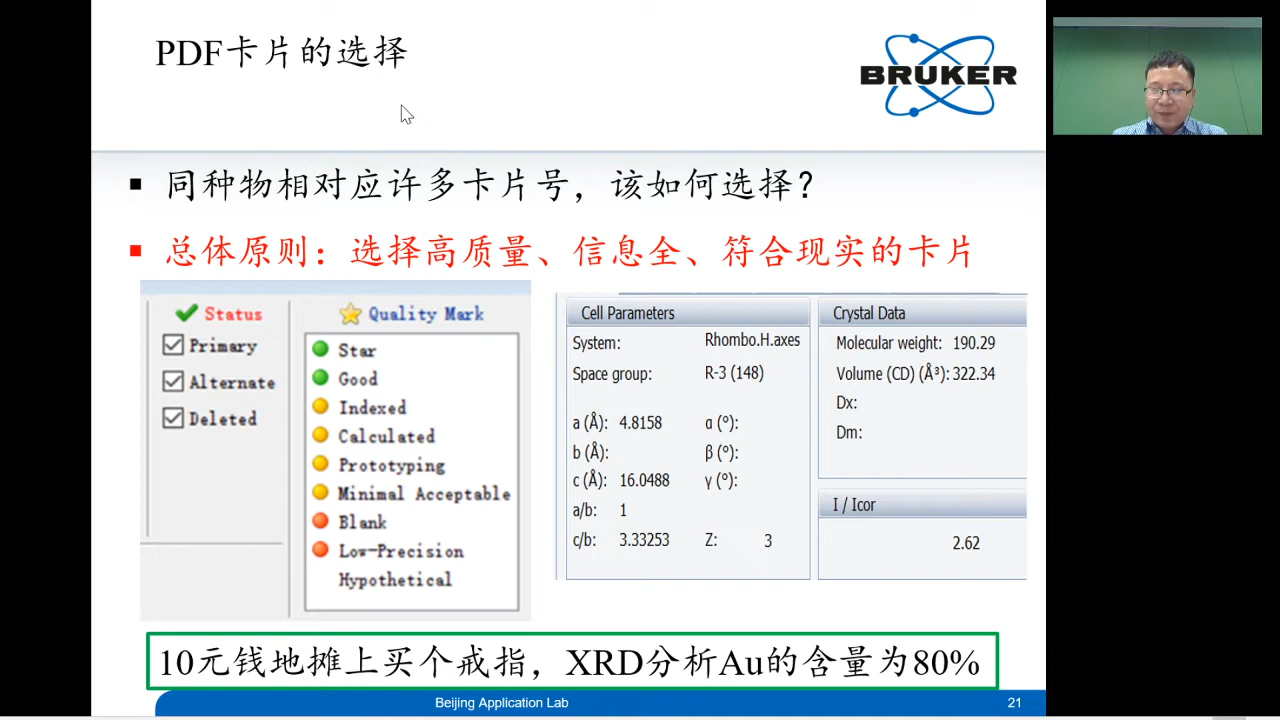 PDF卡片的选择
BRUKER
同种物相对应许多卡片号，该如何选择？
总体原则：选择高质量、信息全、符合现实的卡片
Status
Primary
Alternate
Deleted
Quality Mark
Star
Good
Indexed
Calculated
Prototyping
Minimal Acceptable
Blank
Low-Precision
Hypothetical
Cell Parameters
System: Rhombo.H.axes
Space group: R-3 (148)
a (Å): 4.8158 α (°):
b (Å): β (°):
c (Å): 16.0488 γ (°):
a/b: 1
c/b: 3.33253 Z: 3
Crystal Data
Molecular weight: 190.29
Volume (CD) (Å³): 322.34
Dx:
Dm:
I / Icor
2.62
10元钱地摊上买个戒指，XRD分析Au的含量为80%
Beijing Application Lab 21